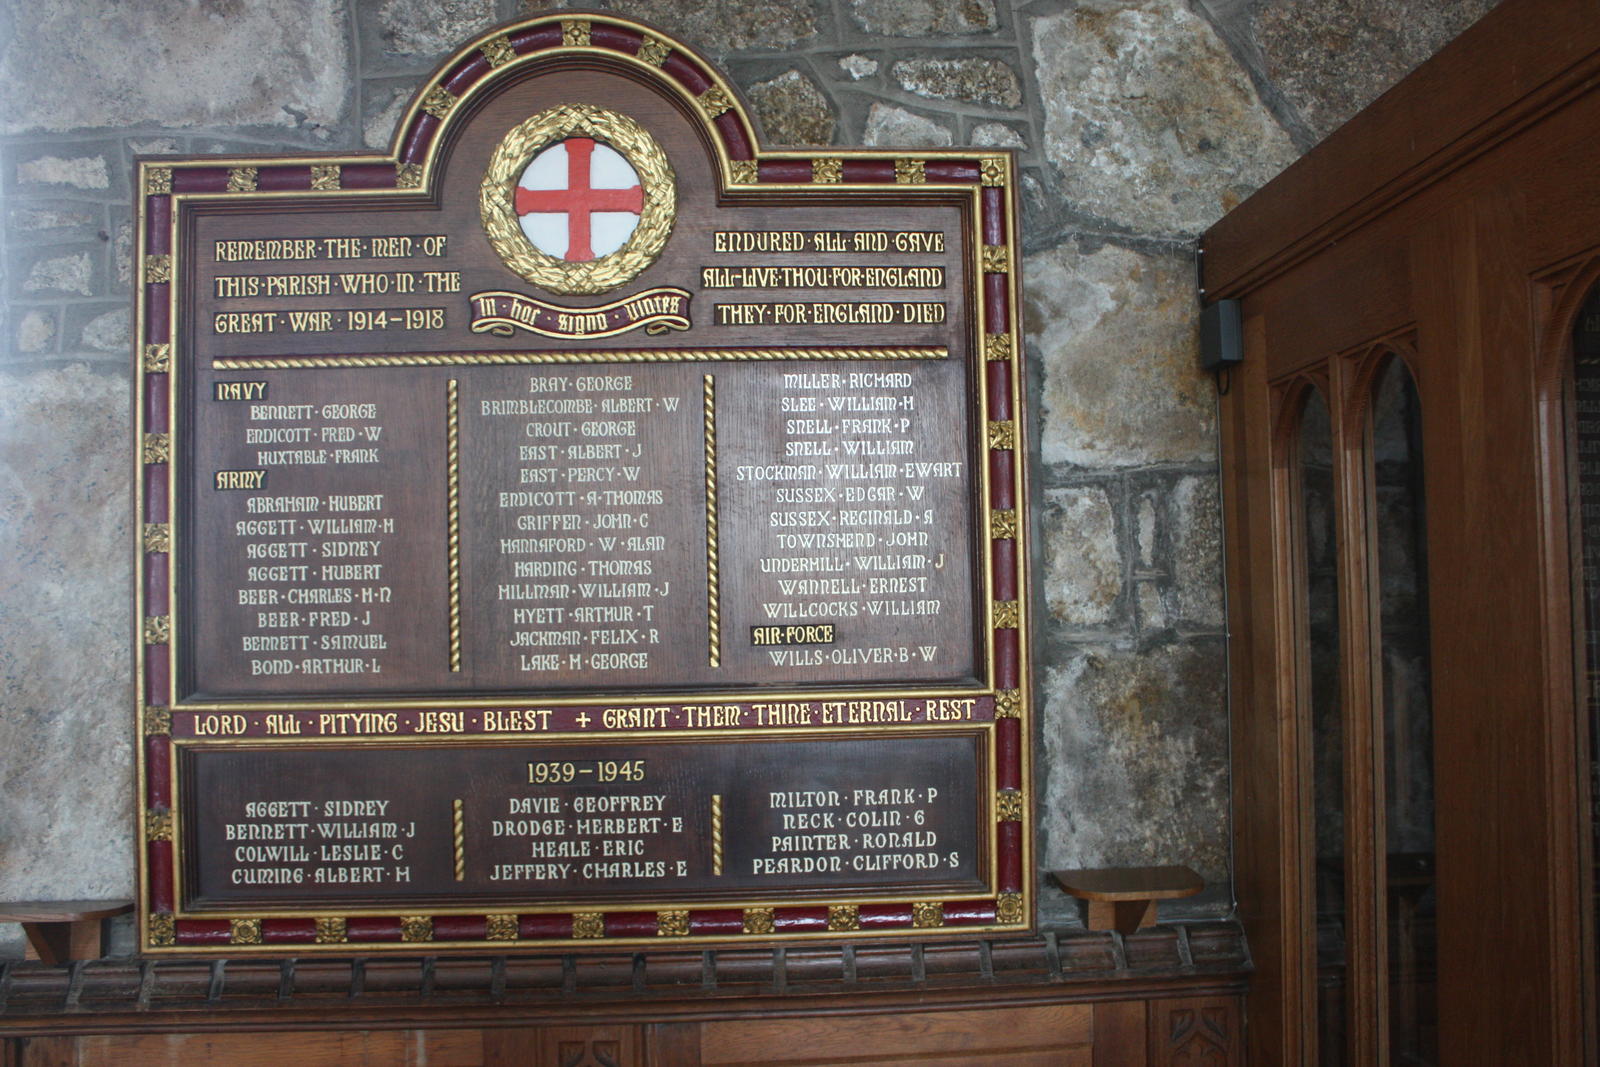 REMEMBER·THE·MEN·OF
THIS·PARISH·WHO·IN·THE
GREAT·WAR·1914-1918
In·hoc·signo·vinces
ENDURED·ALL·AND·GAVE
ALL-LIVE·THOU·FOR·ENGLAND
THEY·FOR·ENGLAND·DIED
NAVY
BENNETT·GEORGE
ENDICOTT·FRED·W
HUXTABLE·FRANK
ARMY
ABRAHAM·HUBERT
AGGETT·WILLIAM·H
AGGETT·SIDNEY
AGGETT·HUBERT
BEER·CHARLES·H·N
BEER·FRED·J
BENNETT·SAMUEL
BOND·ARTHUR·L
BRAY·GEORGE
BRIMBLECOMBE·ALBERT·W
CROUT·GEORGE
EAST·ALBERT·J
EAST·PERCY·W
ENDICOTT·A·THOMAS
GRIFFEN·JOHN·C
HANNAFORD·W·ALAN
HARDING·THOMAS
HILLMAN·WILLIAM·J
HYETT·ARTHUR·T
JACKMAN·FELIX·R
LAKE·M·GEORGE
MILLER·RICHARD
SLEE·WILLIAM·H
SNELL·FRANK·P
SNELL·WILLIAM
STOCKMAN·WILLIAM·EWART
SUSSEX·EDGAR·W
SUSSEX·REGINALD·A
TOWNSHEND·JOHN
UNDERHILL·WILLIAM·J
WANNELL·ERNEST
WILLCOCKS·WILLIAM
AIR·FORCE
WILLS·OLIVER·B·W
LORD·ALL·PITYING·JESU·BLEST + GRANT·THEM·THINE·ETERNAL·REST
1939-1945
AGGETT·SIDNEY
BENNETT·WILLIAM·J
COLWILL·LESLIE·C
CUMING·ALBERT·H
DAVIE·GEOFFREY
DRODGE·HERBERT·E
HEALE·ERIC
JEFFERY·CHARLES·E
MILTON·FRANK·P
NECK·COLIN·G
PAINTER·RONALD
PEARDON·CLIFFORD·S